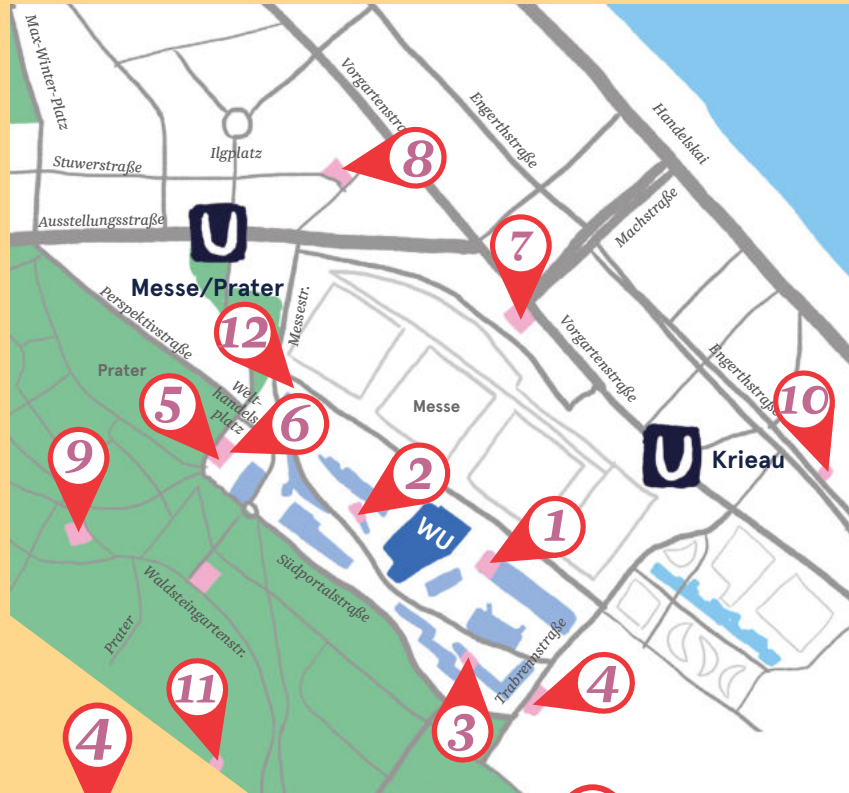 Max-Winter-Platz
Vorgartenstraße
Engerthstraße
Handelskai
Ilgplatz
8
Stuwerstraße
Machstraße
Ausstellungsstraße
U
7
Messe/Prater
Messestr.
Perspektivstraße
12
Vorgartenstraße
Engerthstraße
Prater
Welt-
handels
platz
Messe
10
5
6
U
Krieau
9
2
1
WU
Südportalstraße
Waldsteingartenstr.
Prater
Trabrennstraße
11
4
3
4